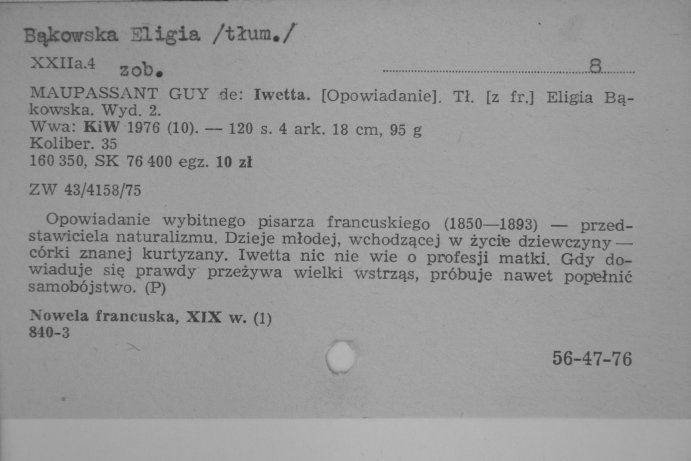 Bąkowska Eligia /tłum./
XXIIa.4 zob. 8
MAUPASSANT GUY de: Iwetta. [Opowiadanie]. Tł. [z fr.] Eligia Bą-
kowska. Wyd. 2.
Wwa: KiW 1976 (10). — 120 s. 4 ark. 18 cm, 95 g
Koliber. 35
160 350, SK 76 400 egz. 10 zł
ZW 43/4158/75
Opowiadanie wybitnego pisarza francuskiego (1850—1893) — przed-
stawiciela naturalizmu. Dzieje młodej, wchodzącej w życie dziewczyny —
córki znanej kurtyzany. Iwetta nic nie wie o profesji matki. Gdy do-
wiaduje się prawdy przeżywa wielki wstrząs, próbuje nawet popełnić
samobójstwo. (P)
Nowela francuska, XIX w. (1)
840-3
56-47-76